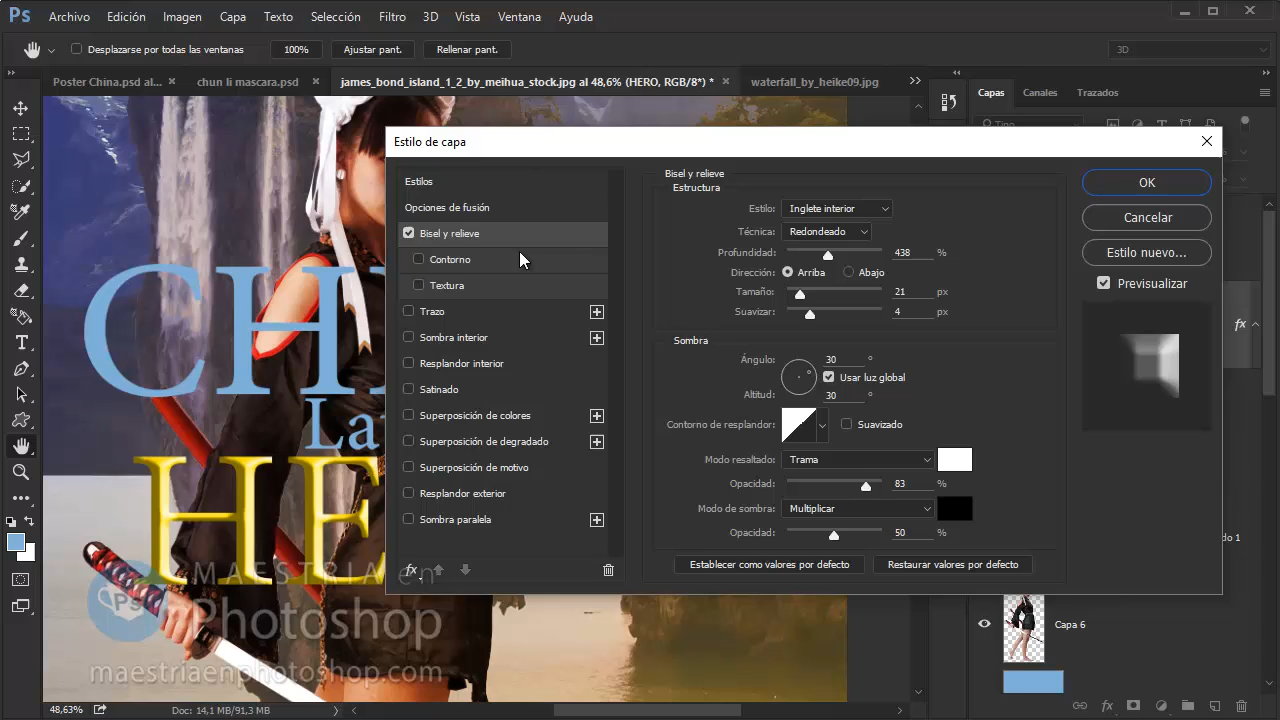 Ps Archivo Edición Imagen Capa Texto Selección Filtro 3D Vista Ventana Ayuda
Desplazarse por todas las ventanas 100% Ajustar pant. Rellenar pant. 3D
Poster China.psd al... chun li mascara.psd james_bond_island_1_2_by_meihua_stock.jpg al 48,6% (HERO, RGB/8*) * waterfall_by_heike09.jpg Capas Canales Trazados
Tipo
Estilo de capa
Estilos
Opciones de fusión
Bisel y relieve
Contorno
Textura
Trazo
Sombra interior
Resplandor interior
Satinado
Superposición de colores
Superposición de degradado
Superposición de motivo
Resplandor exterior
Sombra paralela
fx
Bisel y relieve
Estructura
Estilo: Inglete interior
Técnica: Redondeado
Profundidad: 438 %
Dirección: Arriba Abajo
Tamaño: 21 px
Suavizar: 4 px
Sombra
Ángulo: 30 °
Usar luz global
Altitud: 30 °
Contorno de resplandor: Suavizado
Modo resaltado: Trama
Opacidad: 83 %
Modo de sombra: Multiplicar
Opacidad: 50 %
Establecer como valores por defecto Restaurar valores por defecto
OK
Cancelar
Estilo nuevo...
Previsualizar
fx
do 1
Capa 6
fx
CH
La
HE
MAESTRIA en
Ps Photoshop
maestriaenphotoshop.com
48,63% Doc: 14,1 MB/91,3 MB